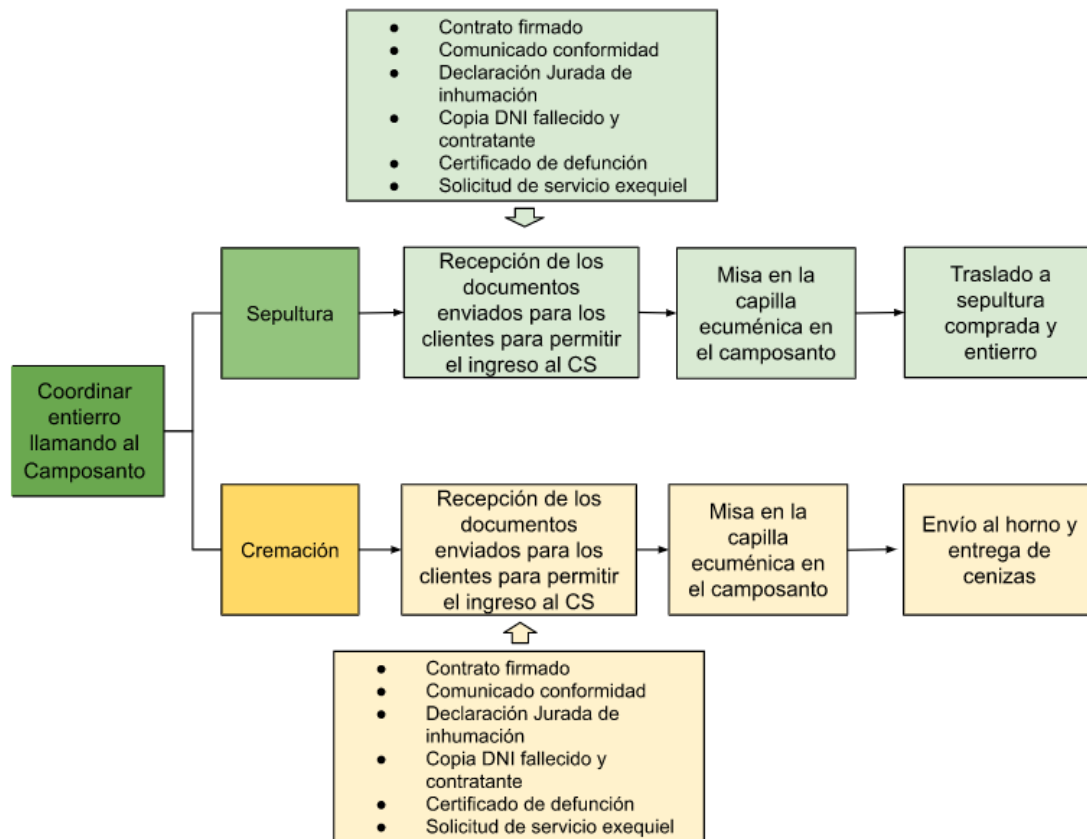 ● Contrato firmado
● Comunicado conformidad
● Declaración Jurada de
inhumación
● Copia DNI fallecido y
contratante
● Certificado de defunción
● Solicitud de servicio exequiel
Coordinar
entierro
llamando al
Camposanto
Sepultura
Recepción de los
documentos
enviados para los
clientes para permitir
el ingreso al CS
Misa en la
capilla
ecuménica en
el camposanto
Traslado a
sepultura
comprada y
entierro
Cremación
Recepción de los
documentos
enviados para los
clientes para permitir
el ingreso al CS
Misa en la
capilla
ecuménica en
el camposanto
Envío al horno y
entrega de
cenizas
● Contrato firmado
● Comunicado conformidad
● Declaración Jurada de
inhumación
● Copia DNI fallecido y
contratante
● Certificado de defunción
● Solicitud de servicio exequiel